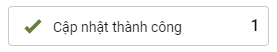 Cập nhật thành công 1